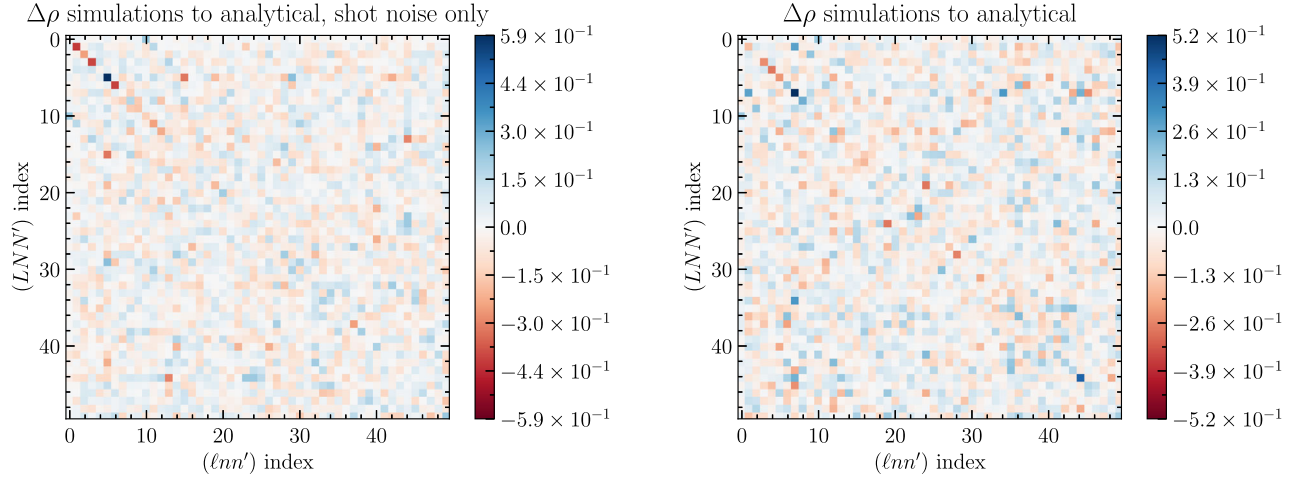 Δρ simulations to analytical, shot noise only
0
10
20
30
40
(LNN′) index
0 10 20 30 40
(ℓnn′) index
5.9 × 10⁻¹
4.4 × 10⁻¹
3.0 × 10⁻¹
1.5 × 10⁻¹
0.0
−1.5 × 10⁻¹
−3.0 × 10⁻¹
−4.4 × 10⁻¹
−5.9 × 10⁻¹
Δρ simulations to analytical
0
10
20
30
40
(LNN′) index
0 10 20 30 40
(ℓnn′) index
5.2 × 10⁻¹
3.9 × 10⁻¹
2.6 × 10⁻¹
1.3 × 10⁻¹
0.0
−1.3 × 10⁻¹
−2.6 × 10⁻¹
−3.9 × 10⁻¹
−5.2 × 10⁻¹